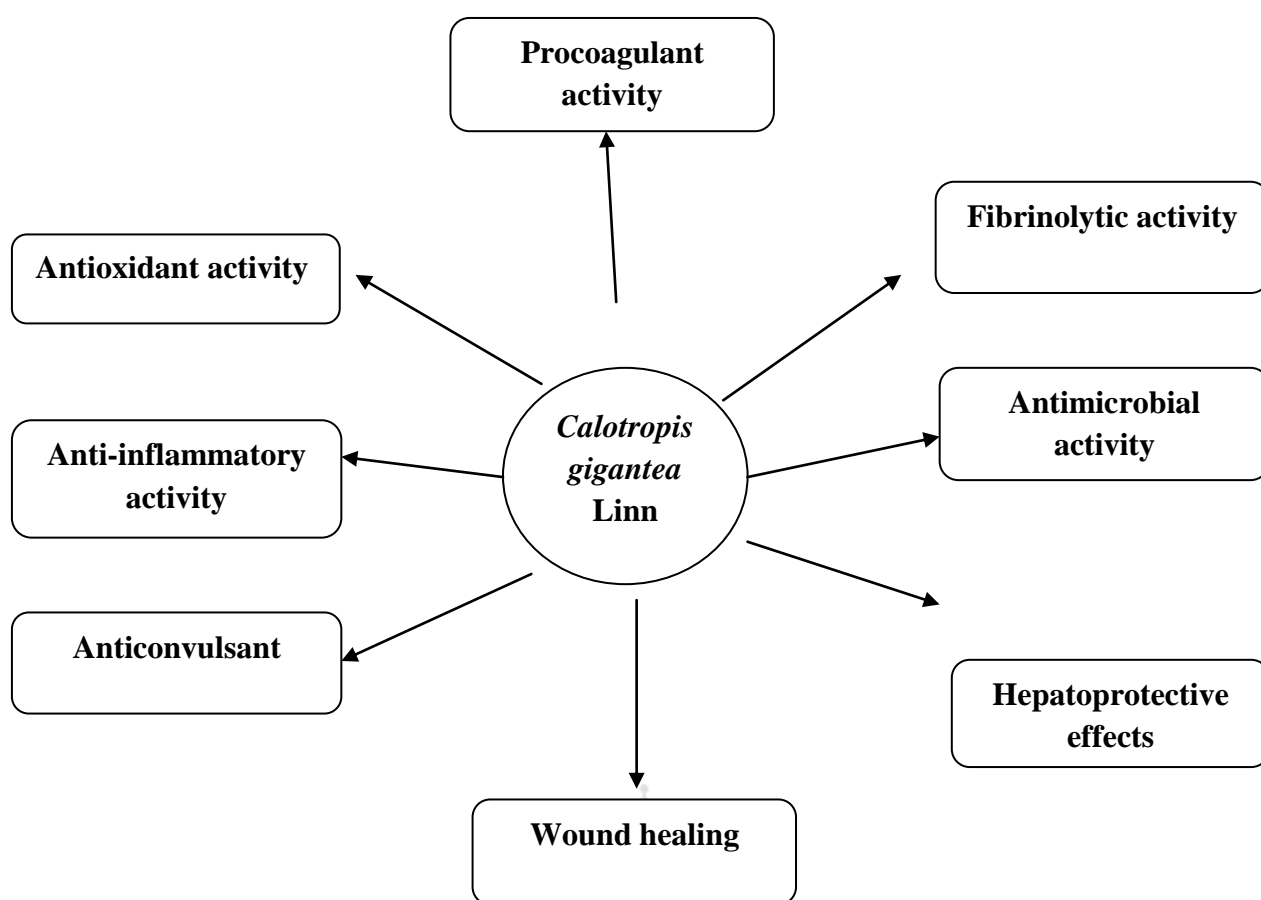 Procoagulant
activity
Fibrinolytic activity
Antioxidant activity
Antimicrobial
activity
Calotropis
gigantea
Linn
Anti-inflammatory
activity
Anticonvulsant
Hepatoprotective
effects
Wound healing